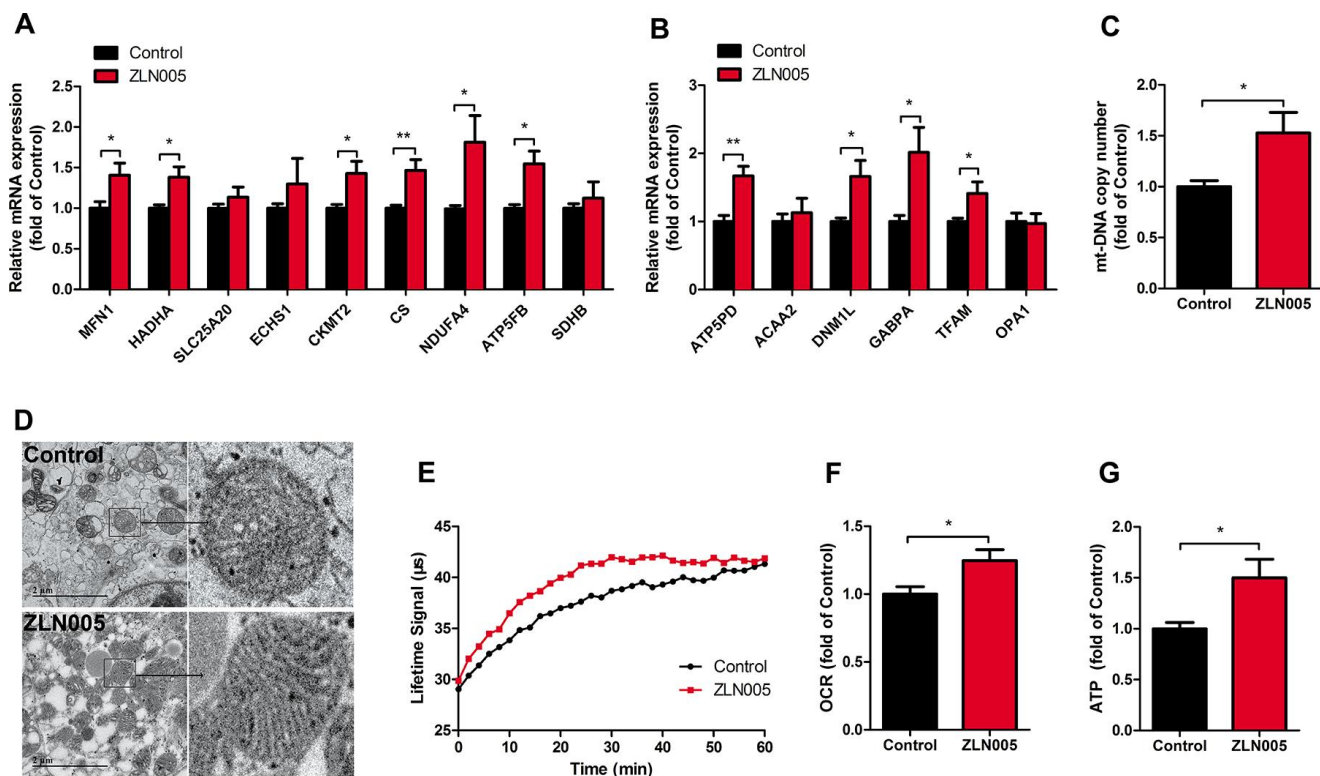 A
Control
ZLN005
Relative mRNA expression
(fold of Control)
2.5
2.0
1.5
1.0
0.5
0.0
*
*
*
**
*
*
MFN1
HADHA
SLC25A20
ECHS1
CKMT2
CS
NDUFA4
ATP5FB
SDHB
B
Control
ZLN005
Relative mRNA expression
(fold of Control)
3
2
1
0
**
*
*
*
ATP5PD
ACAA2
DNM1L
GABPA
TFAM
OPA1
C
mt-DNA copy number
(fold of Control)
2.0
1.5
1.0
0.5
0.0
*
Control
ZLN005
D
Control
2 µm
ZLN005
2 µm
E
Lifetime Signal (µs)
45
40
35
30
25
Control
ZLN005
0
10
20
30
40
50
60
Time (min)
F
OCR (fold of Control)
1.5
1.0
0.5
0.0
*
Control
ZLN005
G
ATP (fold of Control)
2.0
1.5
1.0
0.5
0.0
*
Control
ZLN005